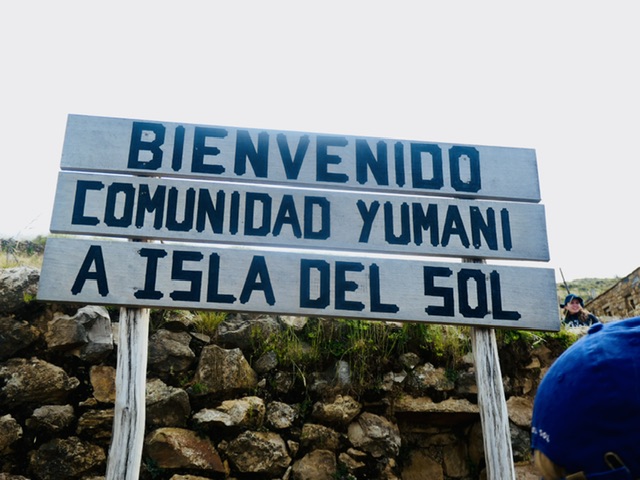 BIENVENIDO
COMUNIDAD YUMANI
A ISLA DEL SOL